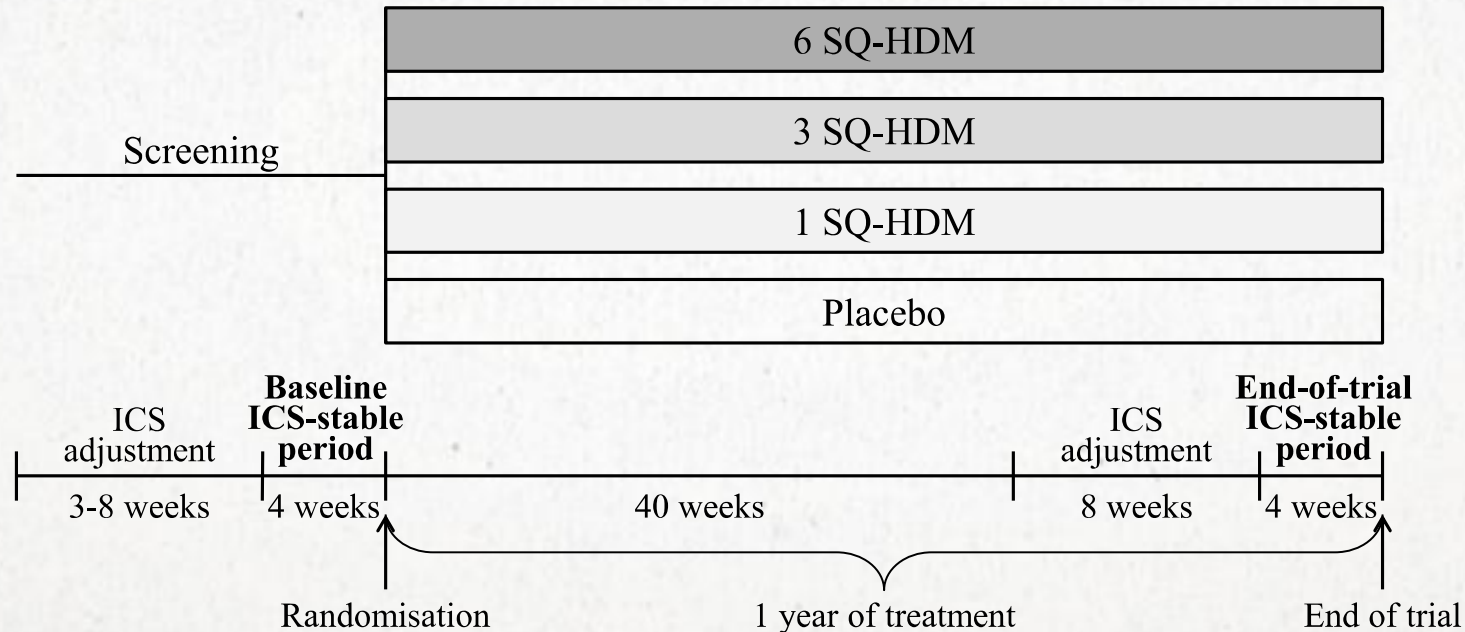 6 SQ-HDM
3 SQ-HDM
Screening
1 SQ-HDM
Placebo
ICS
adjustment
Baseline
ICS-stable
period
ICS
adjustment
End-of-trial
ICS-stable
period
3-8 weeks
4 weeks
40 weeks
8 weeks
4 weeks
Randomisation
1 year of treatment
End of trial